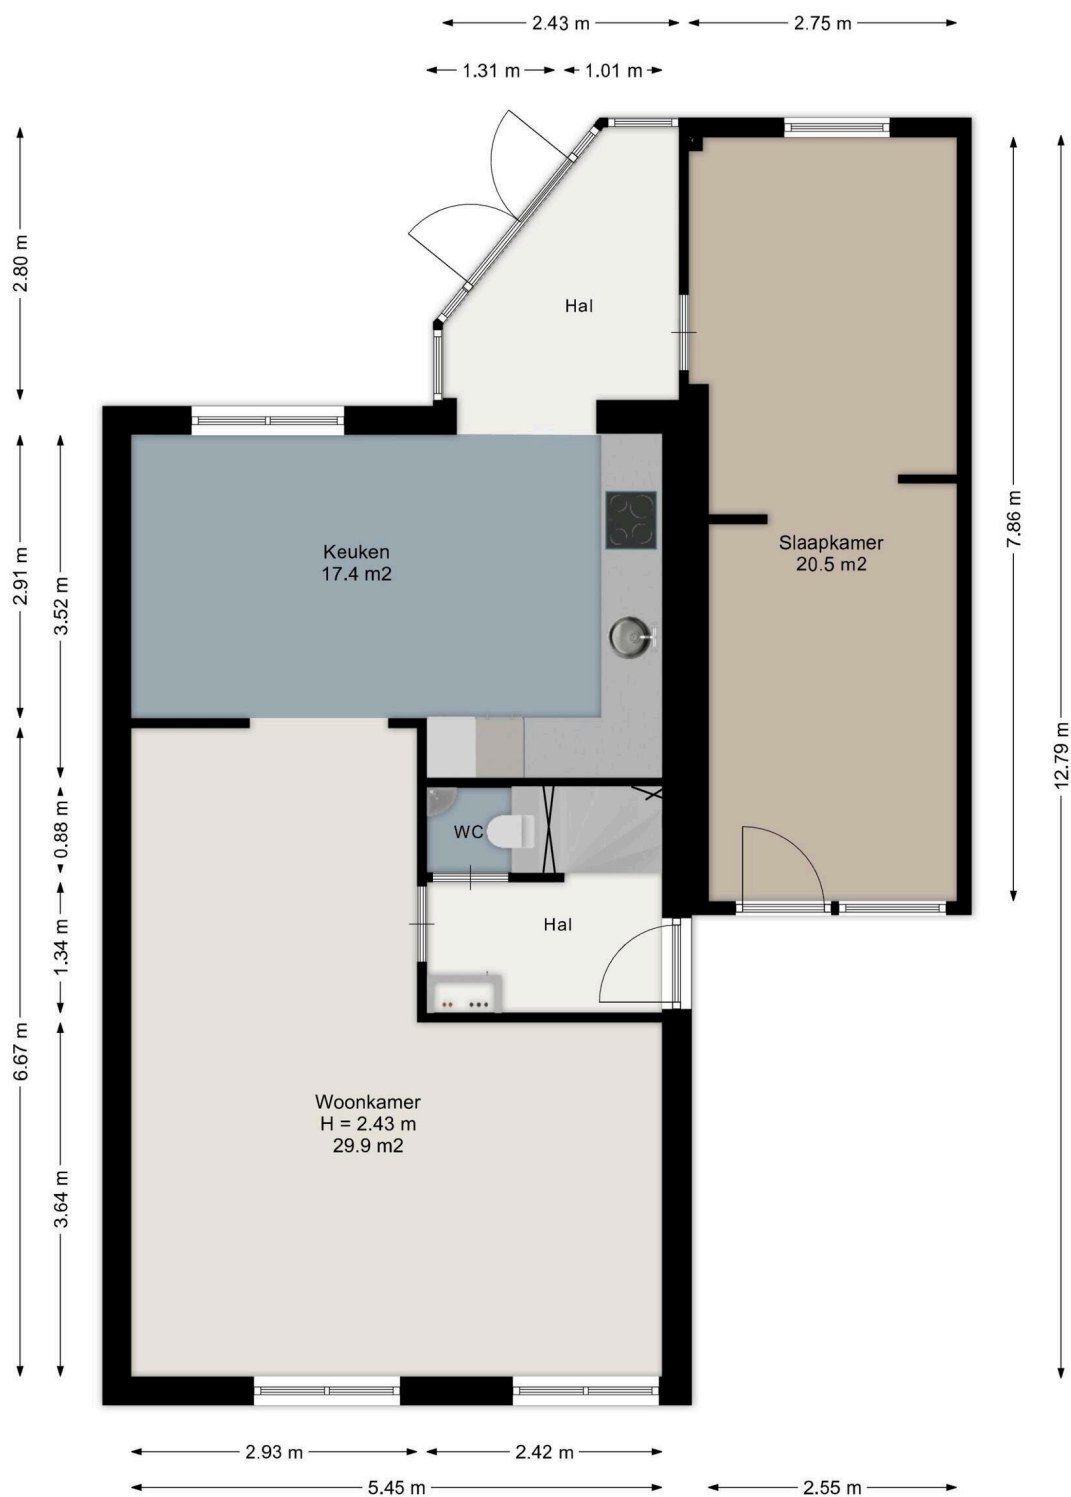 2.43 m
2.75 m
1.31 m
1.01 m
2.80 m
Hal
2.91 m
3.52 m
Keuken
17.4 m2
Slaapkamer
20.5 m2
7.86 m
12.79 m
0.88 m
WC
1.34 m
Hal
6.67 m
3.64 m
Woonkamer
H = 2.43 m
29.9 m2
2.93 m
2.42 m
5.45 m
2.55 m